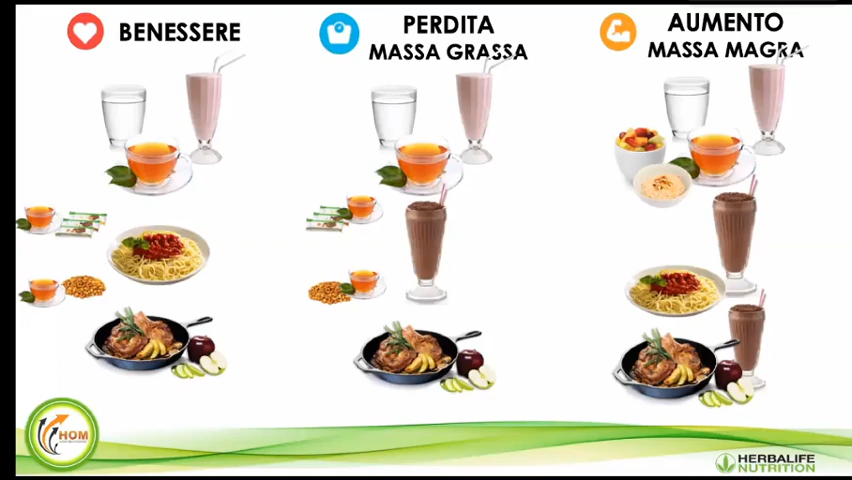 BENESSERE
PERDITA
MASSA GRASSA
AUMENTO
MASSA MAGRA
HOM
HERBALIFE
NUTRITION